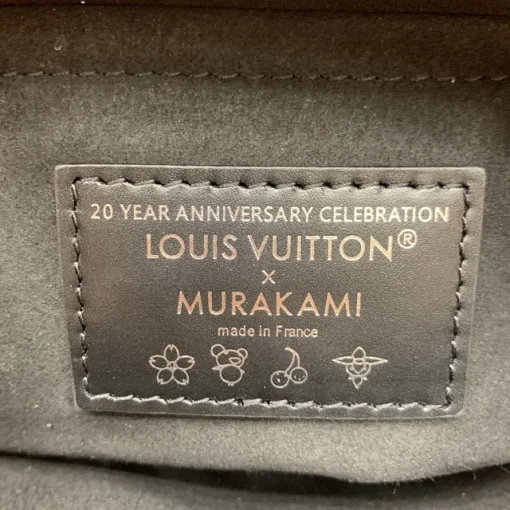 20 YEAR ANNIVERSARY CELEBRATION
LOUIS VUITTON®
×
MURAKAMI
made in France